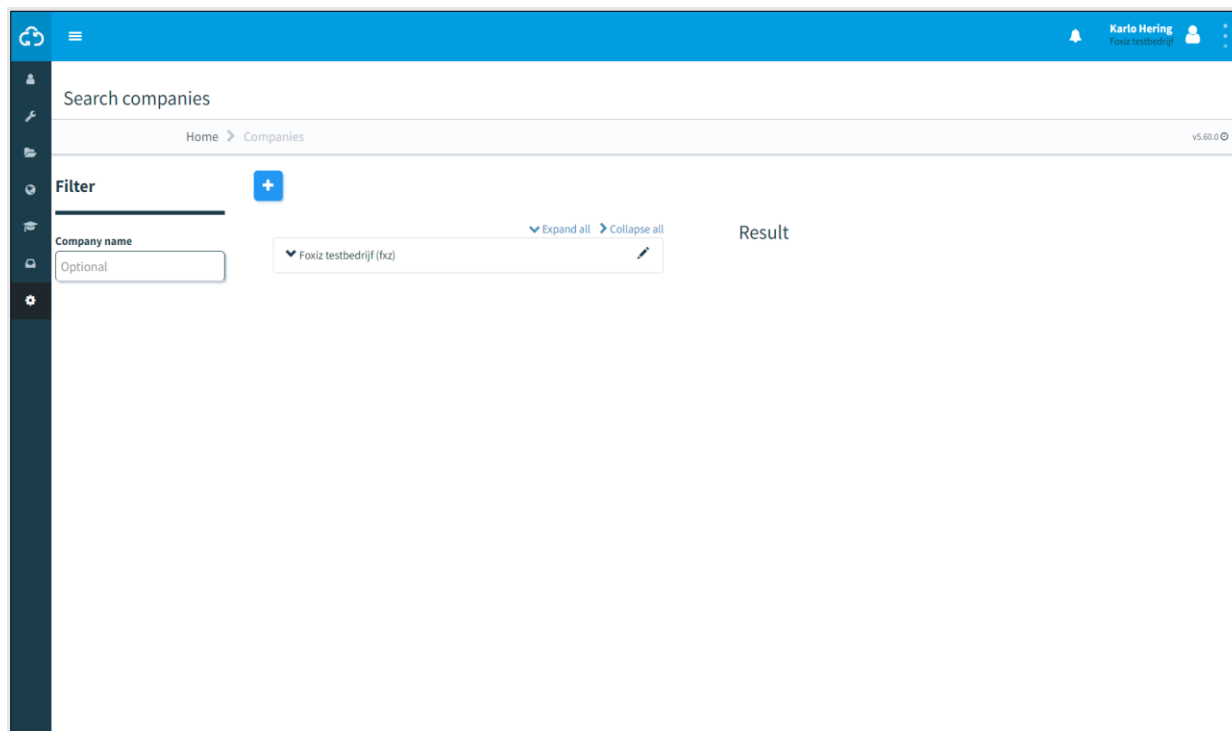 Karlo Hering
Foxiz testbedrijf
Search companies
Home Companies
v5.60.0
Filter
Expand all Collapse all
Result
Company name
Optional
Foxiz testbedrijf (fxz)